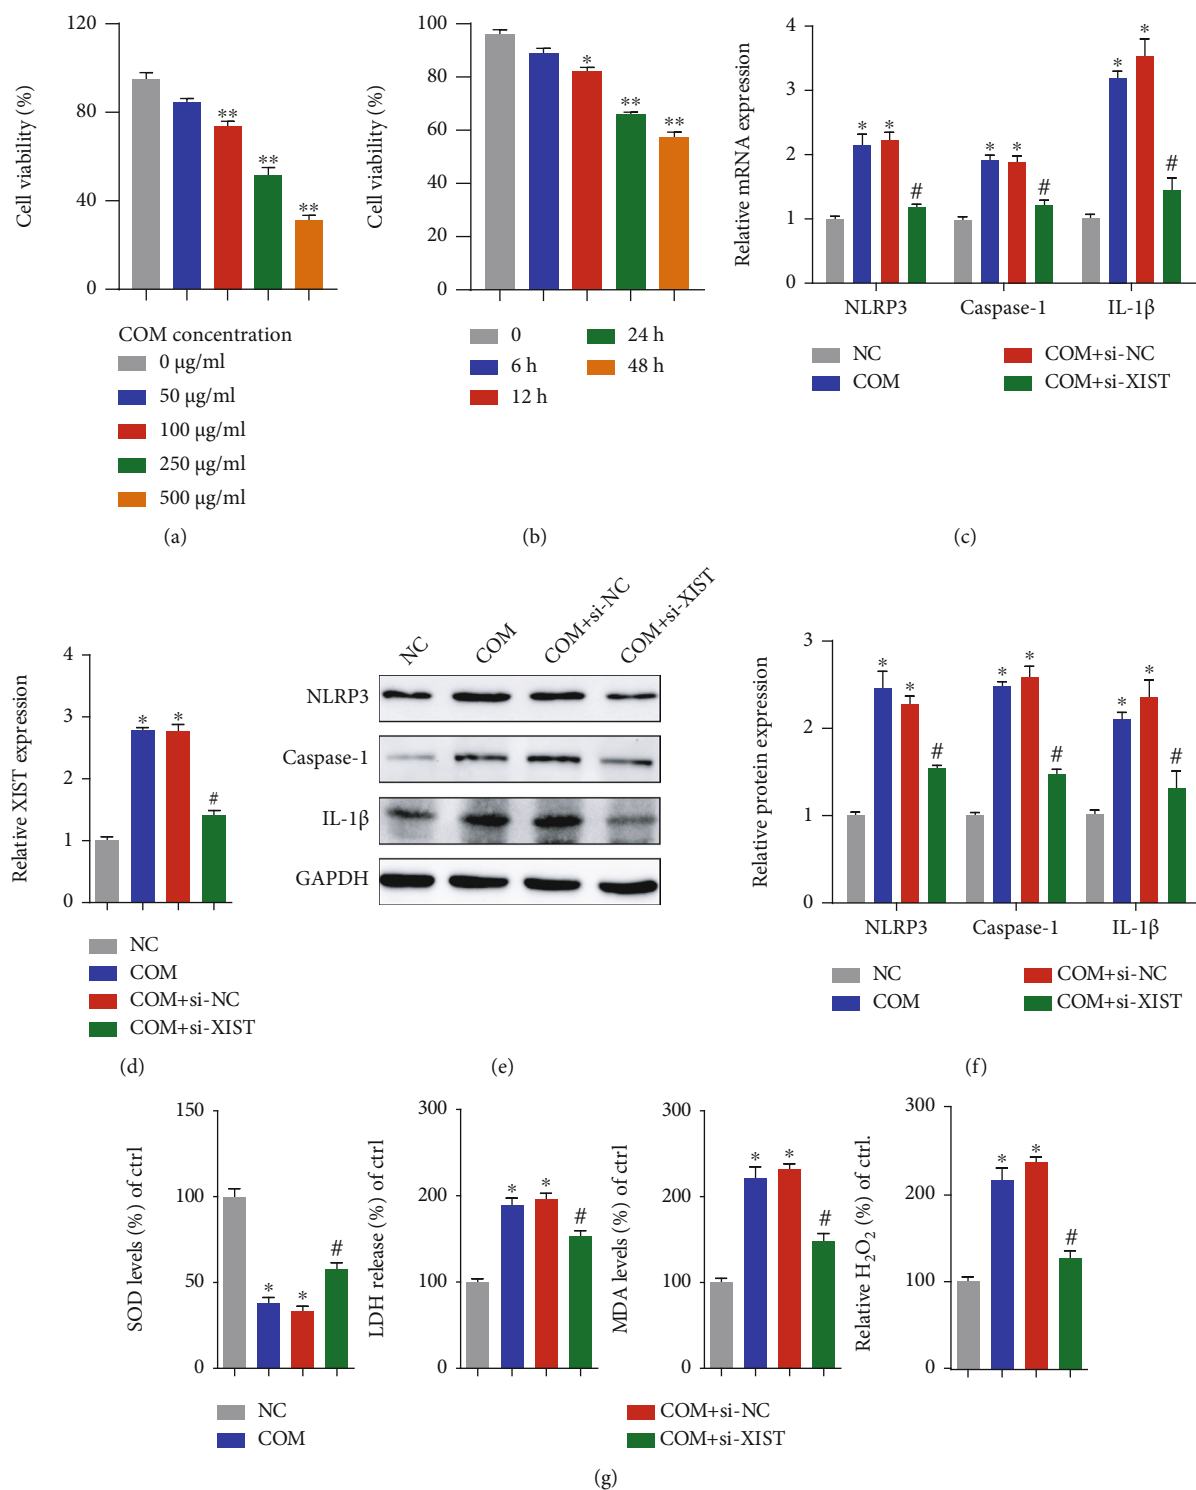 Cell viability (%)
120
80
40
0
**
**
**
COM concentration
0 µg/ml
50 µg/ml
100 µg/ml
250 µg/ml
500 µg/ml
(a)
Cell viability (%)
100
80
60
40
20
0
*
**
**
0
6 h
12 h
24 h
48 h
(b)
Relative mRNA expression
4
3
2
1
0
* * #
* * #
* * #
NLRP3 Caspase-1 IL-1β
NC
COM
COM+si-NC
COM+si-XIST
(c)
Relative XIST expression
4
3
2
1
0
* * #
NC
COM
COM+si-NC
COM+si-XIST
(d)
NC COM COM+si-NC COM+si-XIST
NLRP3
Caspase-1
IL-1β
GAPDH
(e)
Relative protein expression
3
2
1
0
* * #
* * #
* * #
NLRP3 Caspase-1 IL-1β
NC
COM
COM+si-NC
COM+si-XIST
(f)
SOD levels (%) of ctrl
150
100
50
0
* * #
LDH release (%) of ctrl
300
200
100
0
* * #
MDA levels (%) of ctrl
300
200
100
0
* * #
Relative H₂O₂ (%) of ctrl.
300
200
100
0
* * #
NC
COM
COM+si-NC
COM+si-XIST
(g)